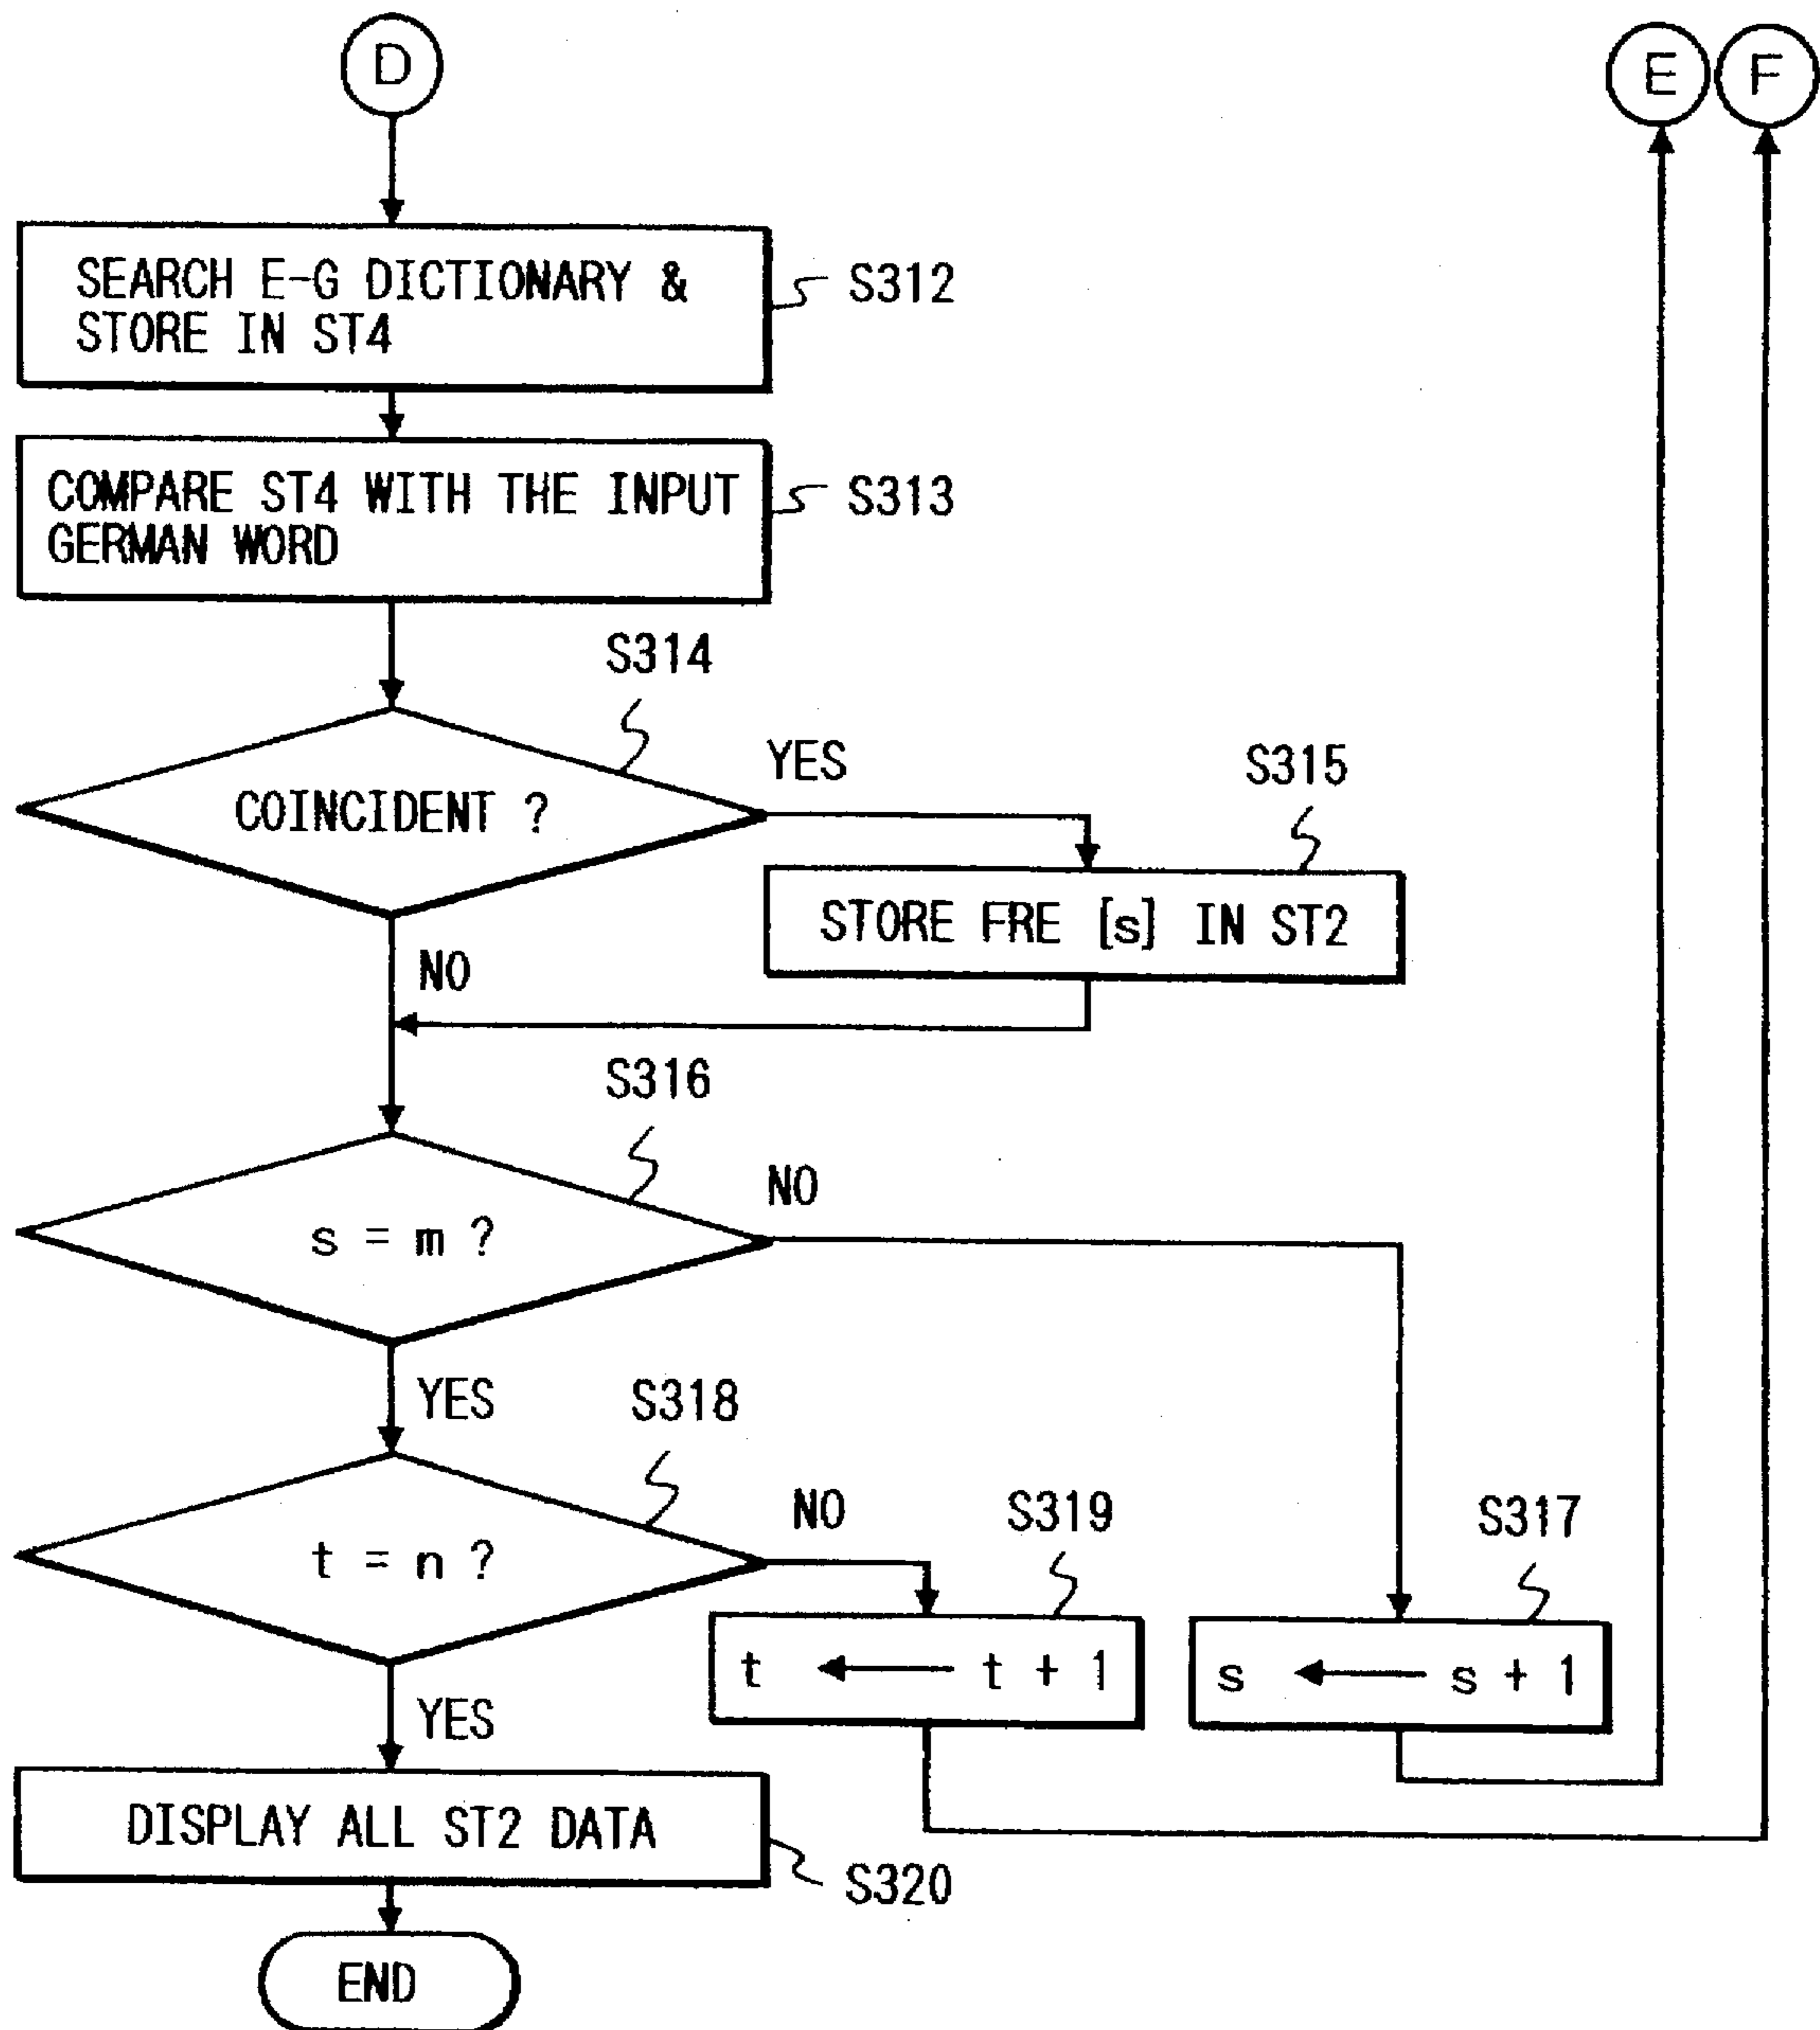 D
E F
SEARCH E-G DICTIONARY &
STORE IN ST4
S312
COMPARE ST4 WITH THE INPUT
GERMAN WORD
S313
S314
COINCIDENT ?
YES
S315
STORE FRE [s] IN ST2
NO
S316
s = m ?
NO
YES
S318
t = n ?
NO
S319
S317
t ← t + 1
s ← s + 1
YES
DISPLAY ALL ST2 DATA
S320
END